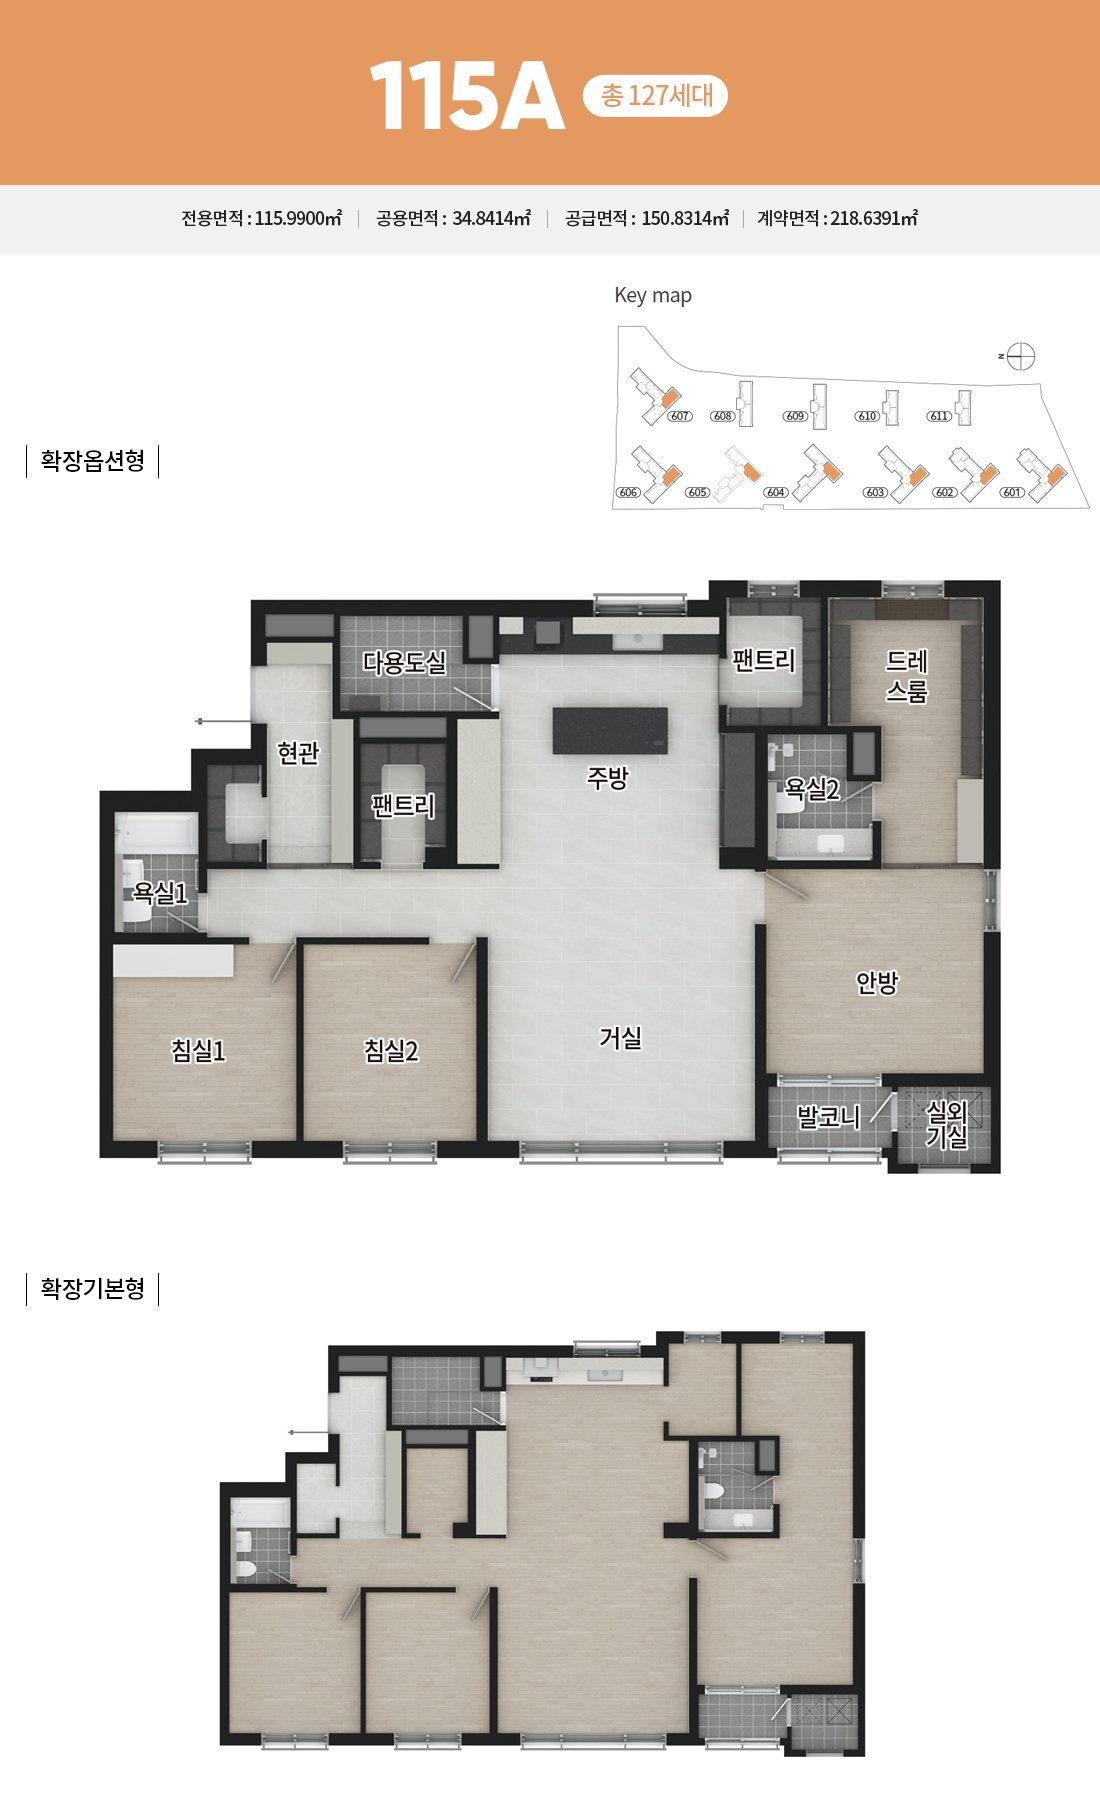 115A 총 127세대
전용면적 : 115.9900㎡ 공용면적 : 34.8414㎡ 공급면적 : 150.8314㎡ 계약면적 : 218.6391㎡
Key map
N
607 608 609 610 611
606 605 604 603 602 601
확장옵션형
다용도실
팬트리
드레
스룸
현관
주방
욕실2
팬트리
욕실1
안방
침실1
침실2
거실
발코니
실외
기실
확장기본형